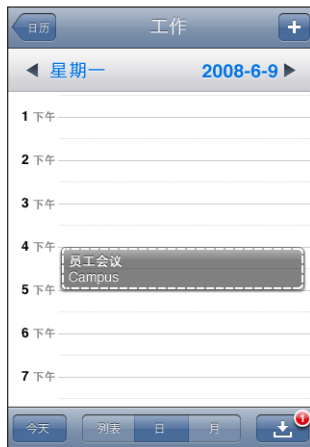 日历 工作 +
星期一 2008-6-9
1 下午
2 下午
3 下午
4 下午
员工会议
Campus
5 下午
6 下午
7 下午
今天 列表 日 月 1